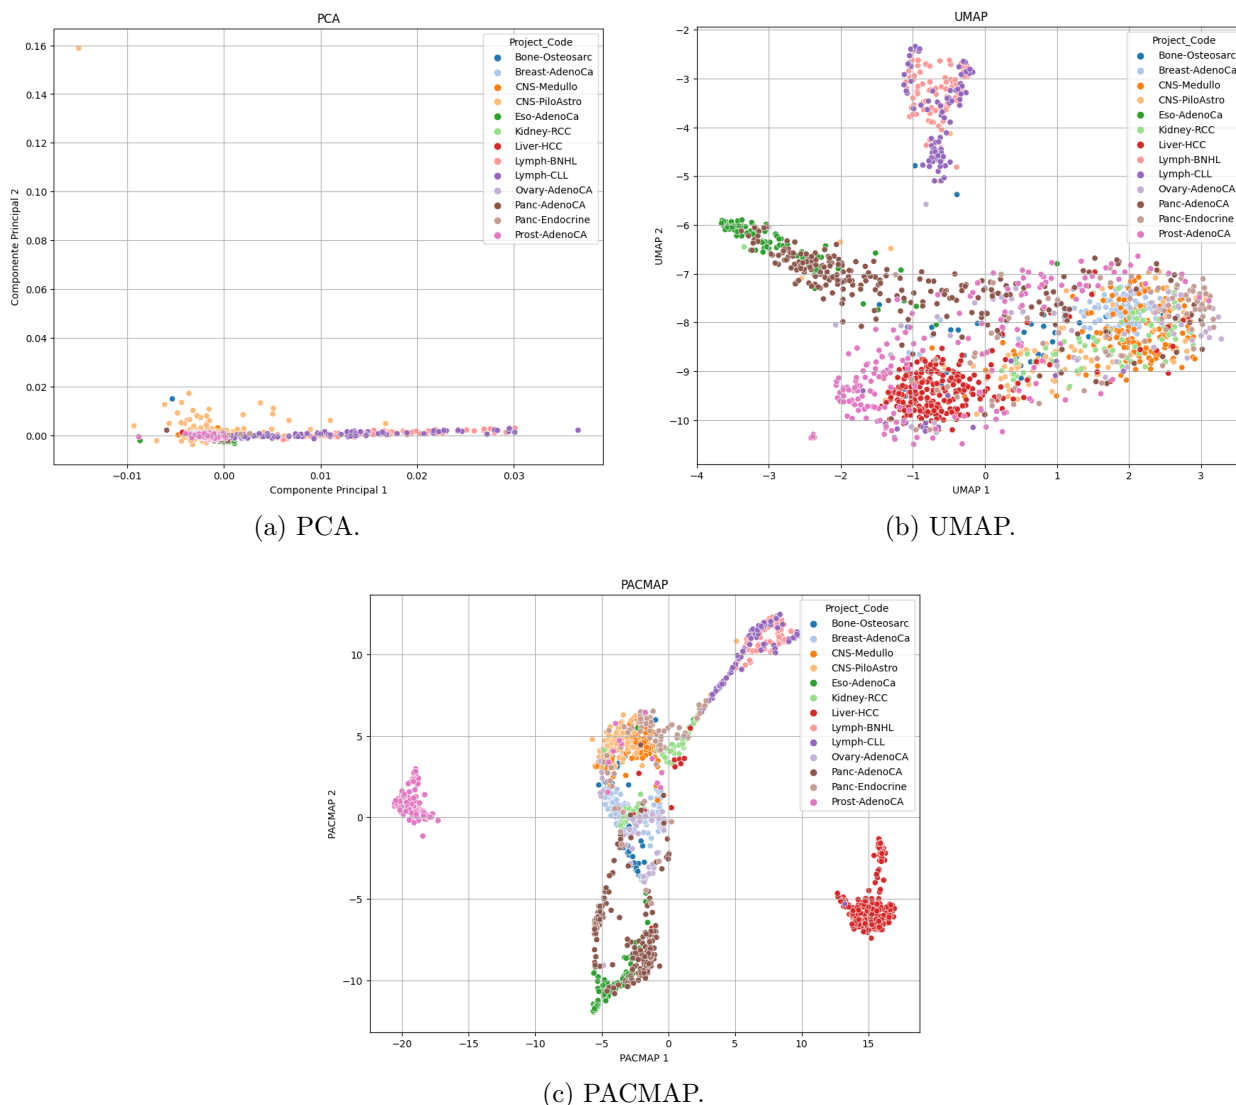 PCA
Componente Principal 2
0.16
0.14
0.12
0.10
0.08
0.06
0.04
0.02
0.00
−0.01
0.00
0.01
0.02
0.03
Componente Principal 1
Project_Code
Bone-Osteosarc
Breast-AdenoCa
CNS-Medullo
CNS-PiloAstro
Eso-AdenoCa
Kidney-RCC
Liver-HCC
Lymph-BNHL
Lymph-CLL
Ovary-AdenoCA
Panc-AdenoCA
Panc-Endocrine
Prost-AdenoCA
(a) PCA.
UMAP
UMAP 2
−2
−3
−4
−5
−6
−7
−8
−9
−10
−4
−3
−2
−1
0
1
2
3
UMAP 1
Project_Code
Bone-Osteosarc
Breast-AdenoCa
CNS-Medullo
CNS-PiloAstro
Eso-AdenoCa
Kidney-RCC
Liver-HCC
Lymph-BNHL
Lymph-CLL
Ovary-AdenoCA
Panc-AdenoCA
Panc-Endocrine
Prost-AdenoCA
(b) UMAP.
PACMAP
PACMAP 2
10
5
0
−5
−10
−20
−15
−10
−5
0
5
10
15
PACMAP 1
Project_Code
Bone-Osteosarc
Breast-AdenoCa
CNS-Medullo
CNS-PiloAstro
Eso-AdenoCa
Kidney-RCC
Liver-HCC
Lymph-BNHL
Lymph-CLL
Ovary-AdenoCA
Panc-AdenoCA
Panc-Endocrine
Prost-AdenoCA
(c) PACMAP.